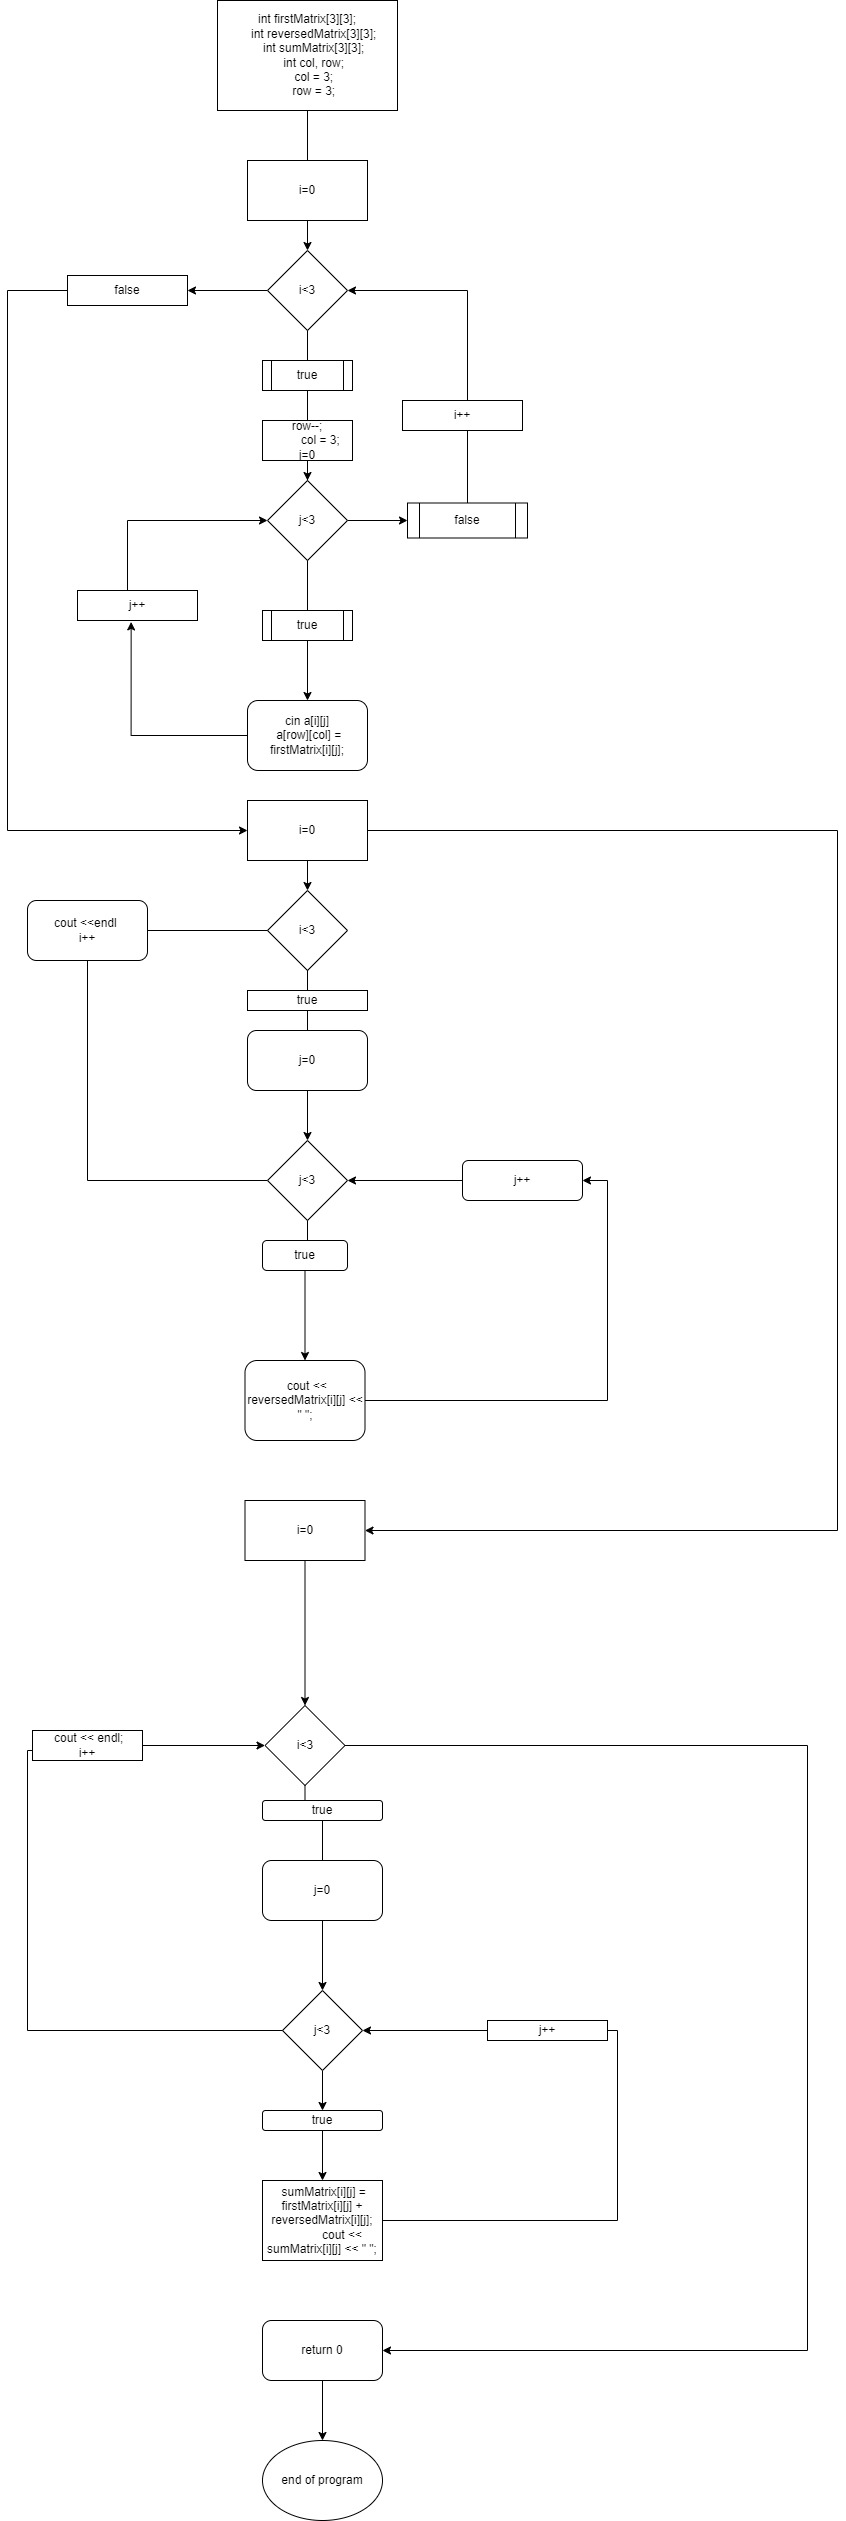 int firstMatrix[3][3];
int reversedMatrix[3][3];
int sumMatrix[3][3];
int col, row;
col = 3;
row = 3;
i=0
i<3
false
true
i++
row--;
col = 3;
j=0
j<3
false
j++
true
cin a[i][j]
a[row][col] =
firstMatrix[i][j];
i=0
cout <<endl
i++
i<3
true
j=0
j<3
j++
true
cout <<
reversedMatrix[i][j] <<
" ";
i=0
cout << endl;
i++
i<3
true
j=0
j<3
j++
true
sumMatrix[i][j] =
firstMatrix[i][j] +
reversedMatrix[i][j];
cout <<
sumMatrix[i][j] << " ";
return 0
end of program